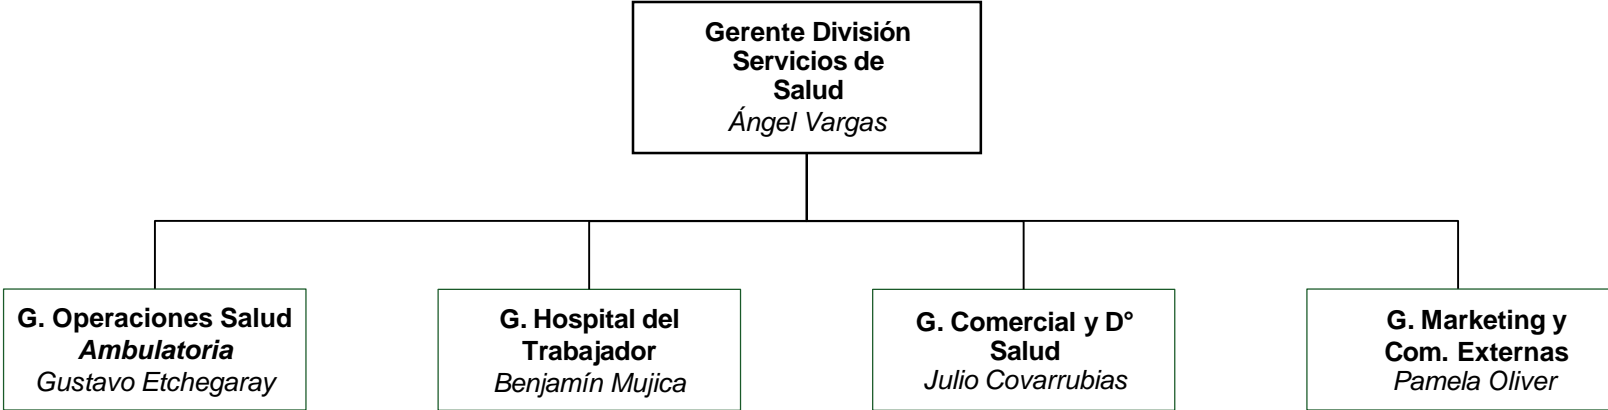 Gerente División
Servicios de
Salud
Ángel Vargas
G. Operaciones Salud
Ambulatoria
Gustavo Etchegaray
G. Hospital del
Trabajador
Benjamín Mujica
G. Comercial y D°
Salud
Julio Covarrubias
G. Marketing y
Com. Externas
Pamela Oliver